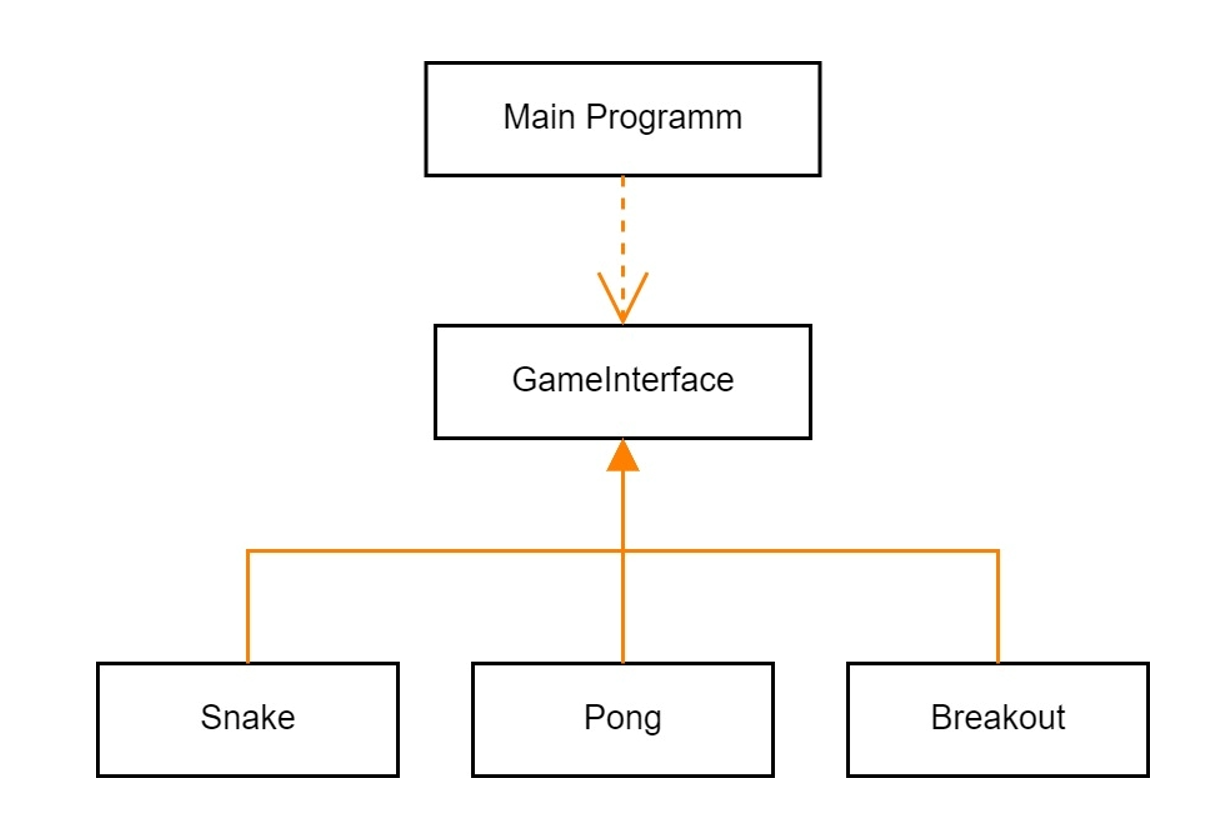 Main Programm
GameInterface
Snake
Pong
Breakout